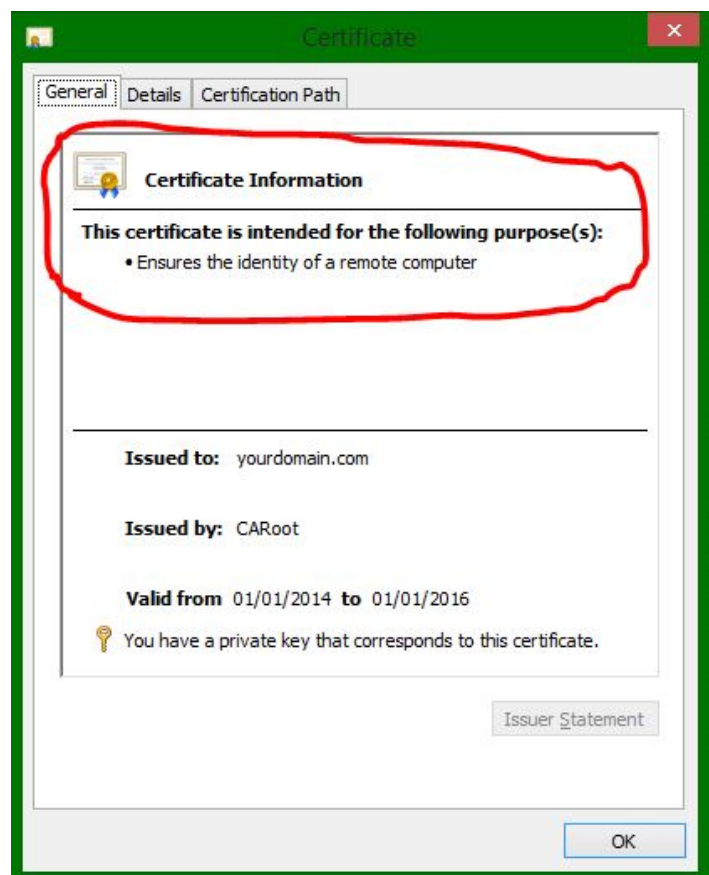 Certificate
General Details Certification Path
Certificate Information
This certificate is intended for the following purpose(s):
• Ensures the identity of a remote computer
Issued to: yourdomain.com
Issued by: CARoot
Valid from 01/01/2014 to 01/01/2016
You have a private key that corresponds to this certificate.
Issuer Statement
OK